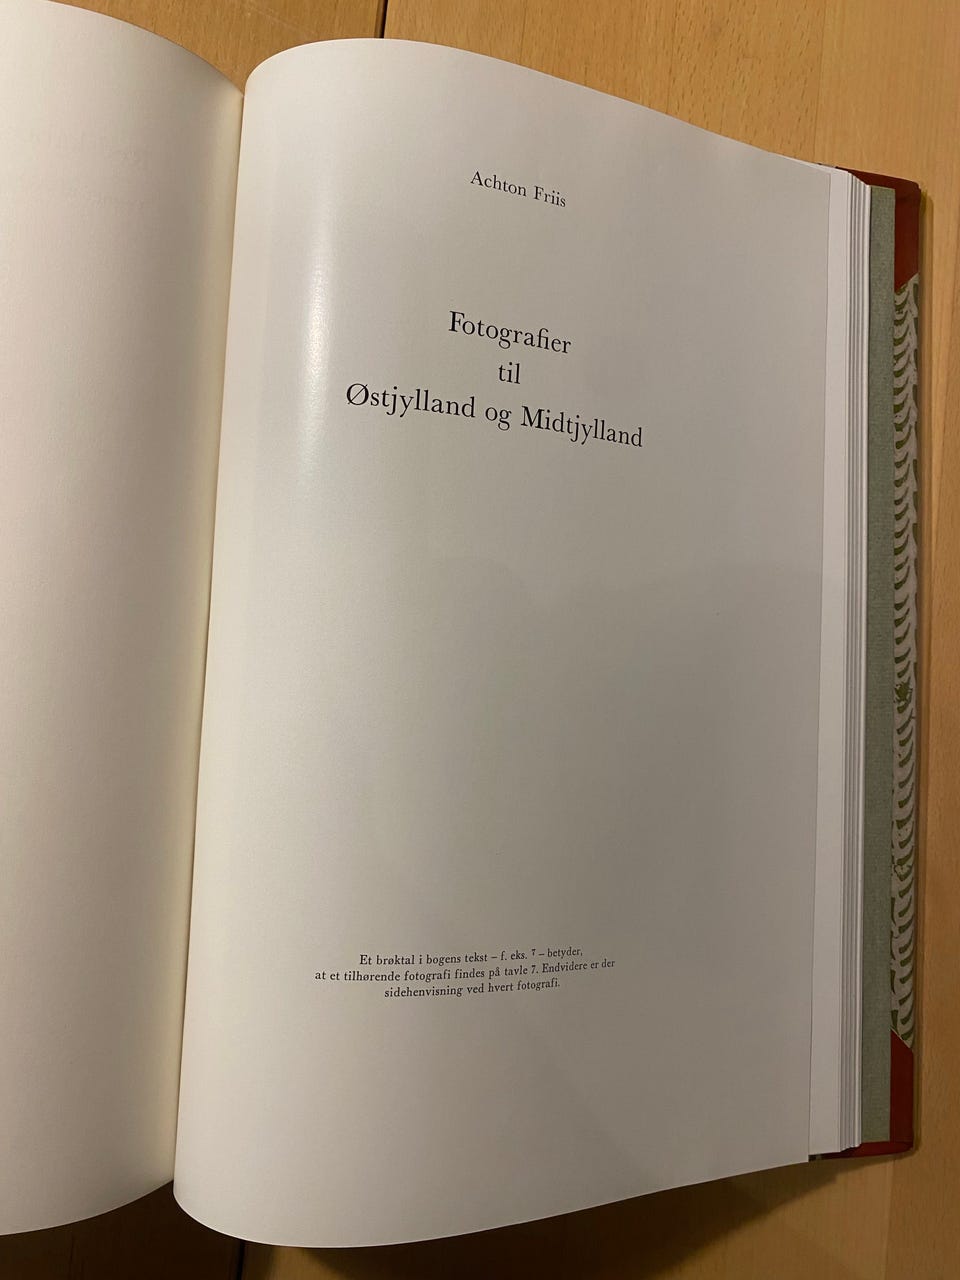 Achton Friis
Fotografier
til
Østjylland og Midtjylland
Et brøktal i bogens tekst – f. eks. ⁷ – betyder,
at et tilhørende fotografi findes på tavle 7. Endvidere er der
sidehenvisning ved hvert fotografi.